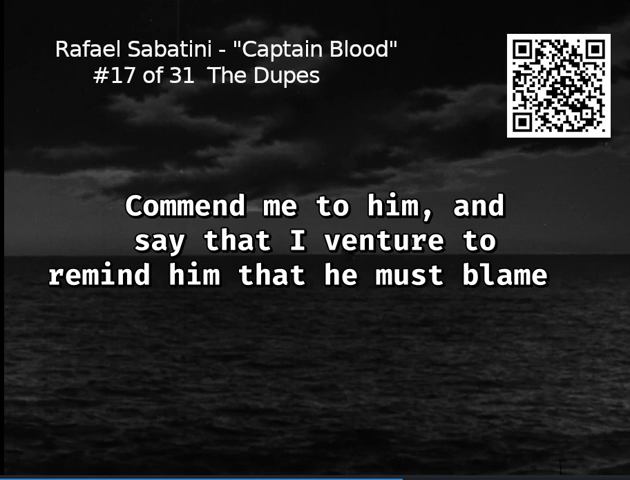 Rafael Sabatini - "Captain Blood"
#17 of 31 The Dupes
Commend me to him, and
say that I venture to
remind him that he must blame